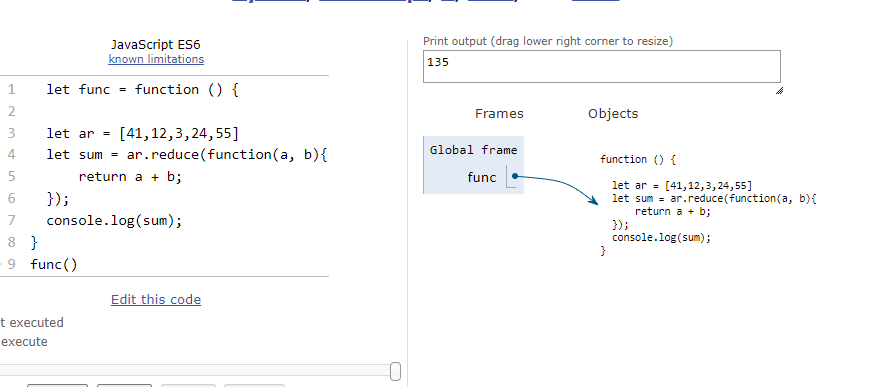 JavaScript ES6
known limitations
1 let func = function () {
2
3 let ar = [41,12,3,24,55]
4 let sum = ar.reduce(function(a, b){
5 return a + b;
6 });
7 console.log(sum);
8 }
9 func()
Edit this code
t executed
execute
Print output (drag lower right corner to resize)
135
Frames
Objects
Global frame
func
function () {
let ar = [41,12,3,24,55]
let sum = ar.reduce(function(a, b){
return a + b;
});
console.log(sum);
}